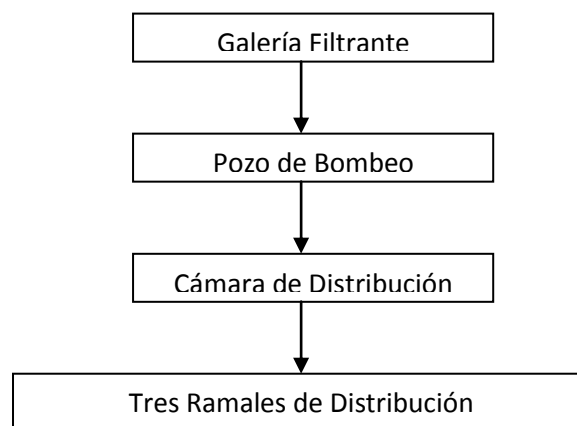 Galería Filtrante
Pozo de Bombeo
Cámara de Distribución
Tres Ramales de Distribución